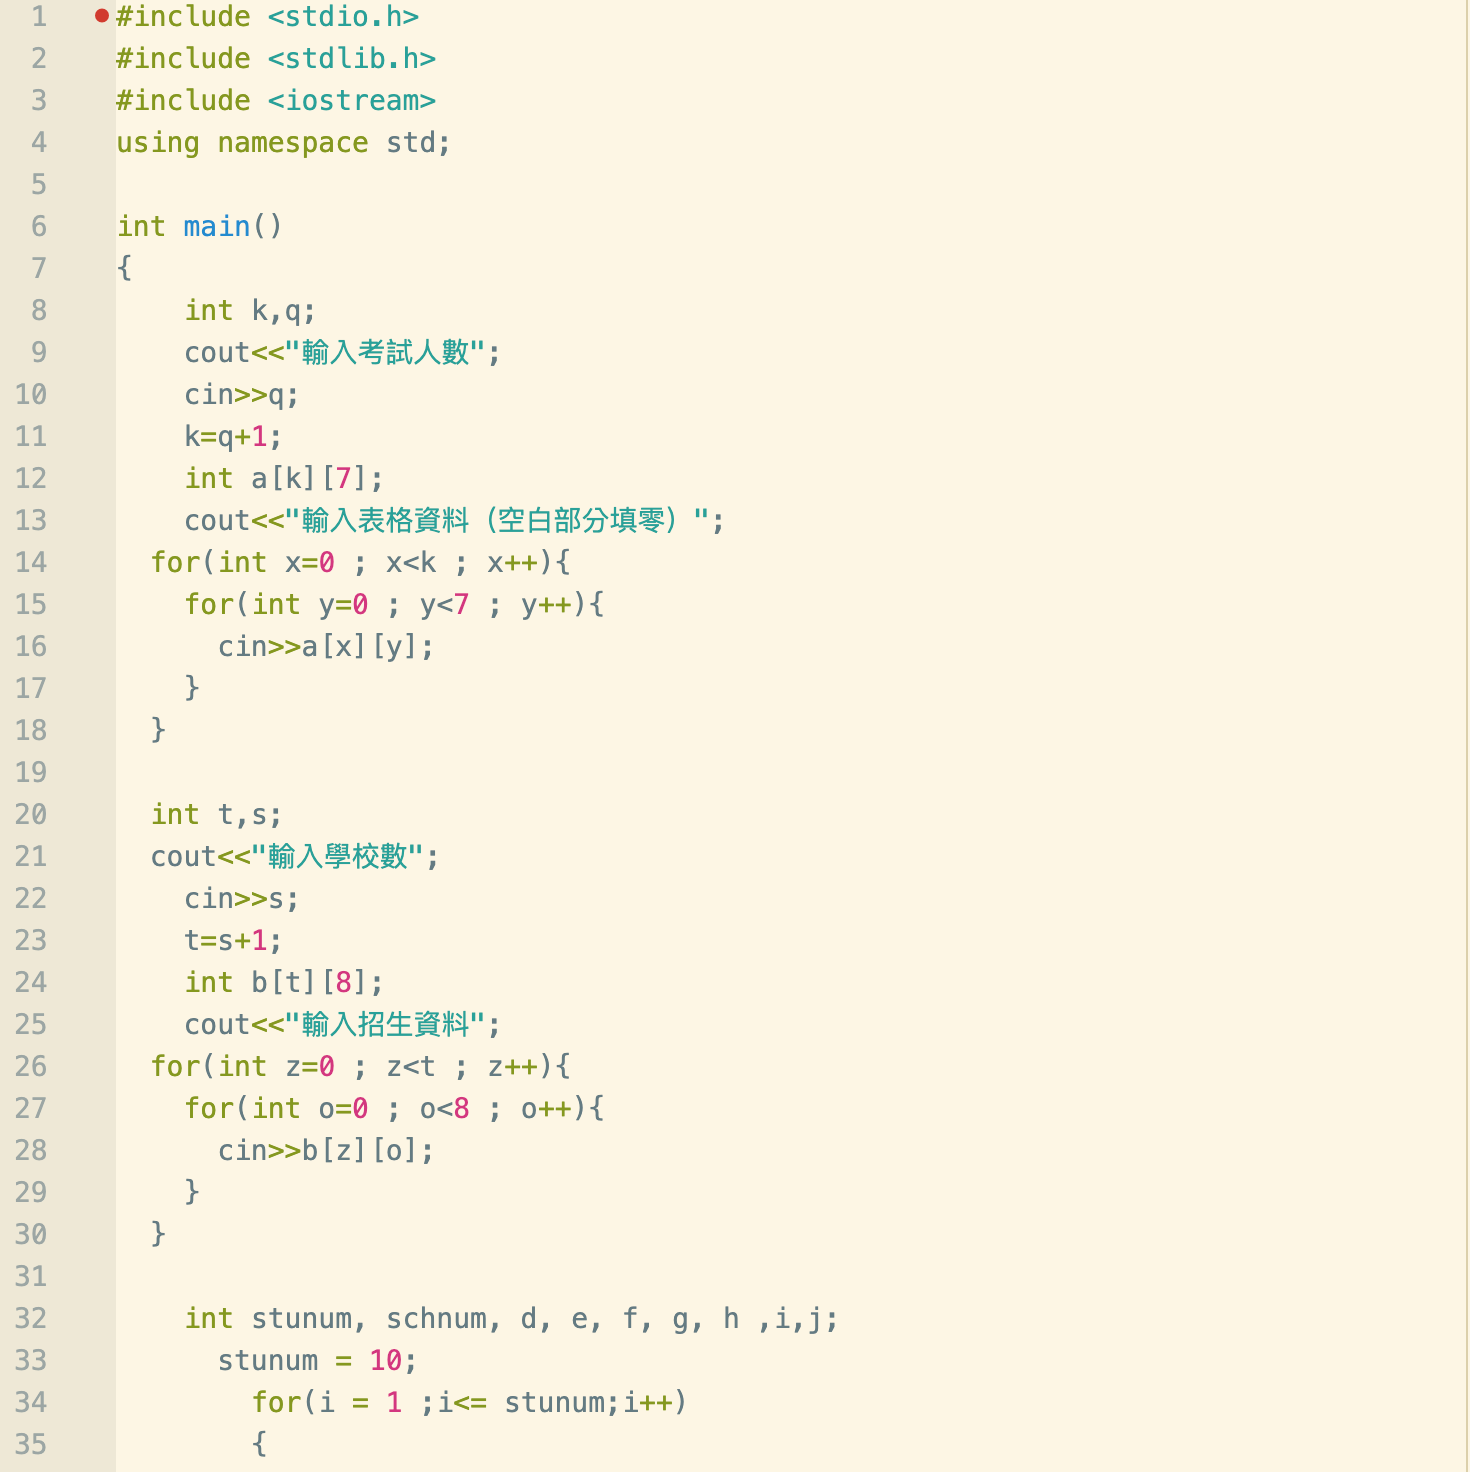 1 #include <stdio.h>
2 #include <stdlib.h>
3 #include <iostream>
4 using namespace std;
5
6 int main()
7 {
8     int k,q;
9     cout<<"輸入考試人數";
10     cin>>q;
11     k=q+1;
12     int a[k][7];
13     cout<<"輸入表格資料（空白部分填零）";
14   for(int x=0 ; x<k ; x++){
15     for(int y=0 ; y<7 ; y++){
16       cin>>a[x][y];
17     }
18   }
19
20   int t,s;
21   cout<<"輸入學校數";
22     cin>>s;
23     t=s+1;
24     int b[t][8];
25     cout<<"輸入招生資料";
26   for(int z=0 ; z<t ; z++){
27     for(int o=0 ; o<8 ; o++){
28       cin>>b[z][o];
29     }
30   }
31
32     int stunum, schnum, d, e, f, g, h ,i,j;
33       stunum = 10;
34         for(i = 1 ;i<= stunum;i++)
35         {